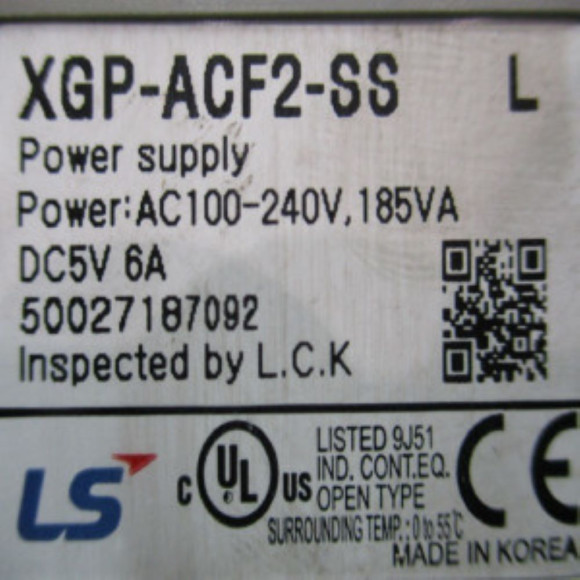 XGP-ACF2-SS L
Power supply
Power:AC100-240V,185VA
DC5V 6A
50027187092
Inspected by L.C.K
LS
C UL US
LISTED 9J51
IND. CONT.EQ.
OPEN TYPE
SURROUNDING TEMP.:0 to 55℃
CE
MADE IN KOREA